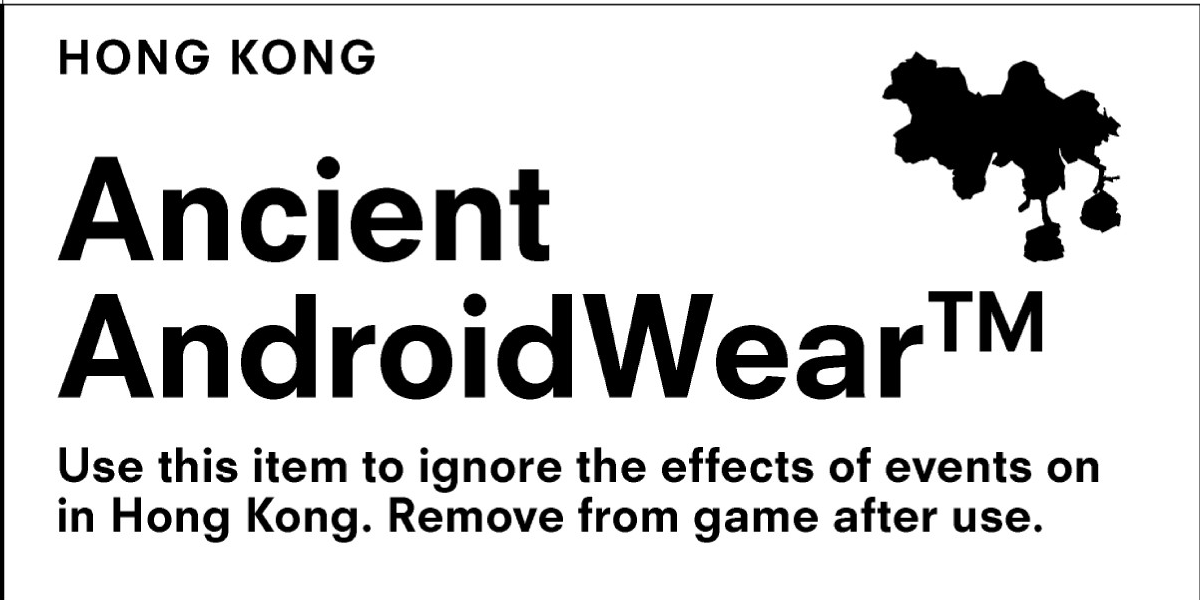 HONG KONG
Ancient
AndroidWear™
Use this item to ignore the effects of events on
in Hong Kong. Remove from game after use.